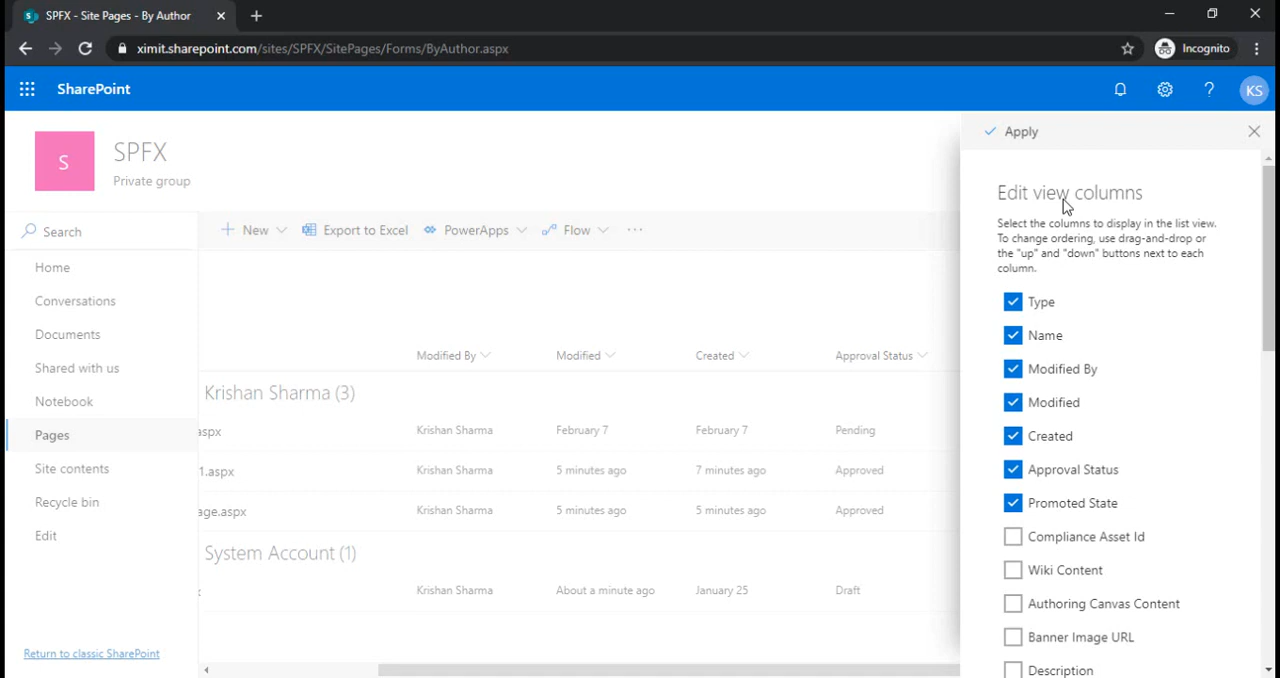 SPFX - Site Pages - By Author
ximit.sharepoint.com/sites/SPFX/SitePages/Forms/ByAuthor.aspx
Incognito
SharePoint
KS
S
SPFX
Private group
Search
Home
Conversations
Documents
Shared with us
Notebook
Pages
Site contents
Recycle bin
Edit
Return to classic SharePoint
New
Export to Excel
PowerApps
Flow
Modified By
Modified
Created
Approval Status
Krishan Sharma (3)
aspx
Krishan Sharma
February 7
February 7
Pending
1.aspx
Krishan Sharma
5 minutes ago
7 minutes ago
Approved
age.aspx
Krishan Sharma
5 minutes ago
5 minutes ago
Approved
System Account (1)
Krishan Sharma
About a minute ago
January 25
Draft
Apply
Edit view columns
Select the columns to display in the list view.
To change ordering, use drag-and-drop or
the "up" and "down" buttons next to each
column.
Type
Name
Modified By
Modified
Created
Approval Status
Promoted State
Compliance Asset Id
Wiki Content
Authoring Canvas Content
Banner Image URL
Description